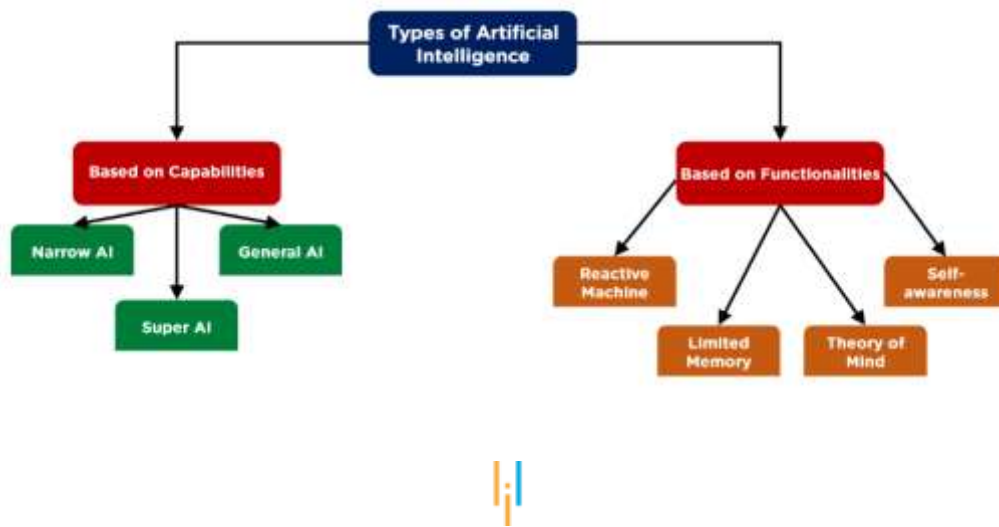 Types of Artificial
Intelligence
Based on Capabilities
Based on Functionalities
Narrow AI
General AI
Super AI
Reactive
Machine
Self-
awareness
Limited
Memory
Theory of
Mind